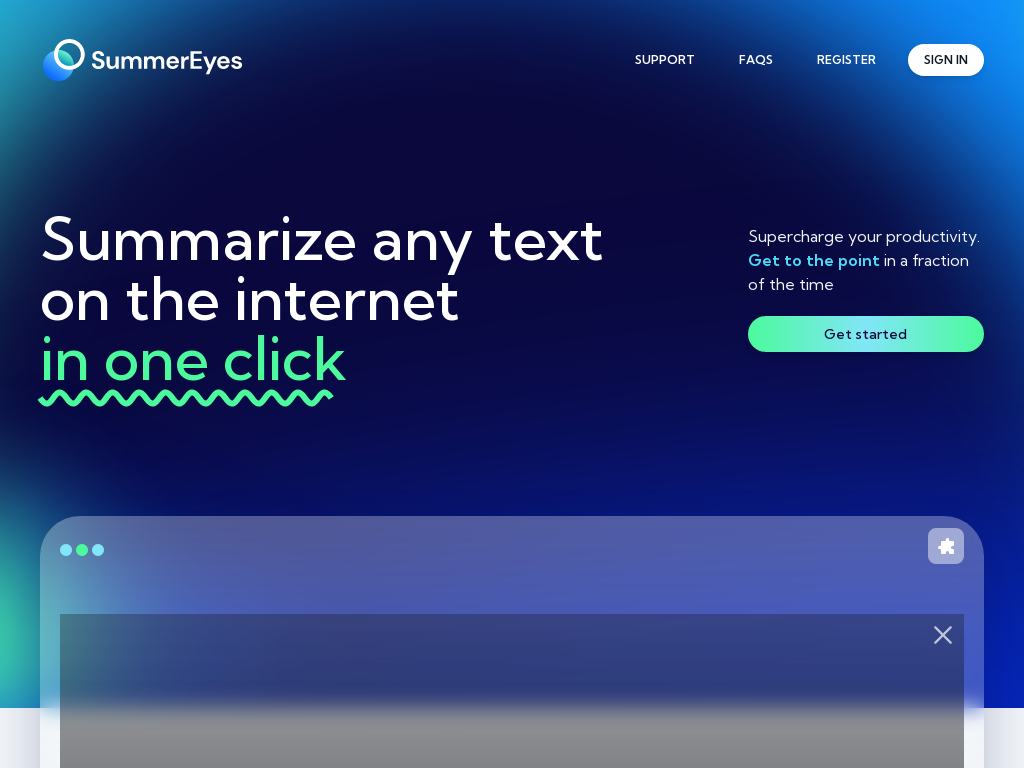 SummerEyes
SUPPORT
FAQS
REGISTER
SIGN IN
Summarize any text
on the internet
in one click
Supercharge your productivity.
Get to the point in a fraction
of the time
Get started